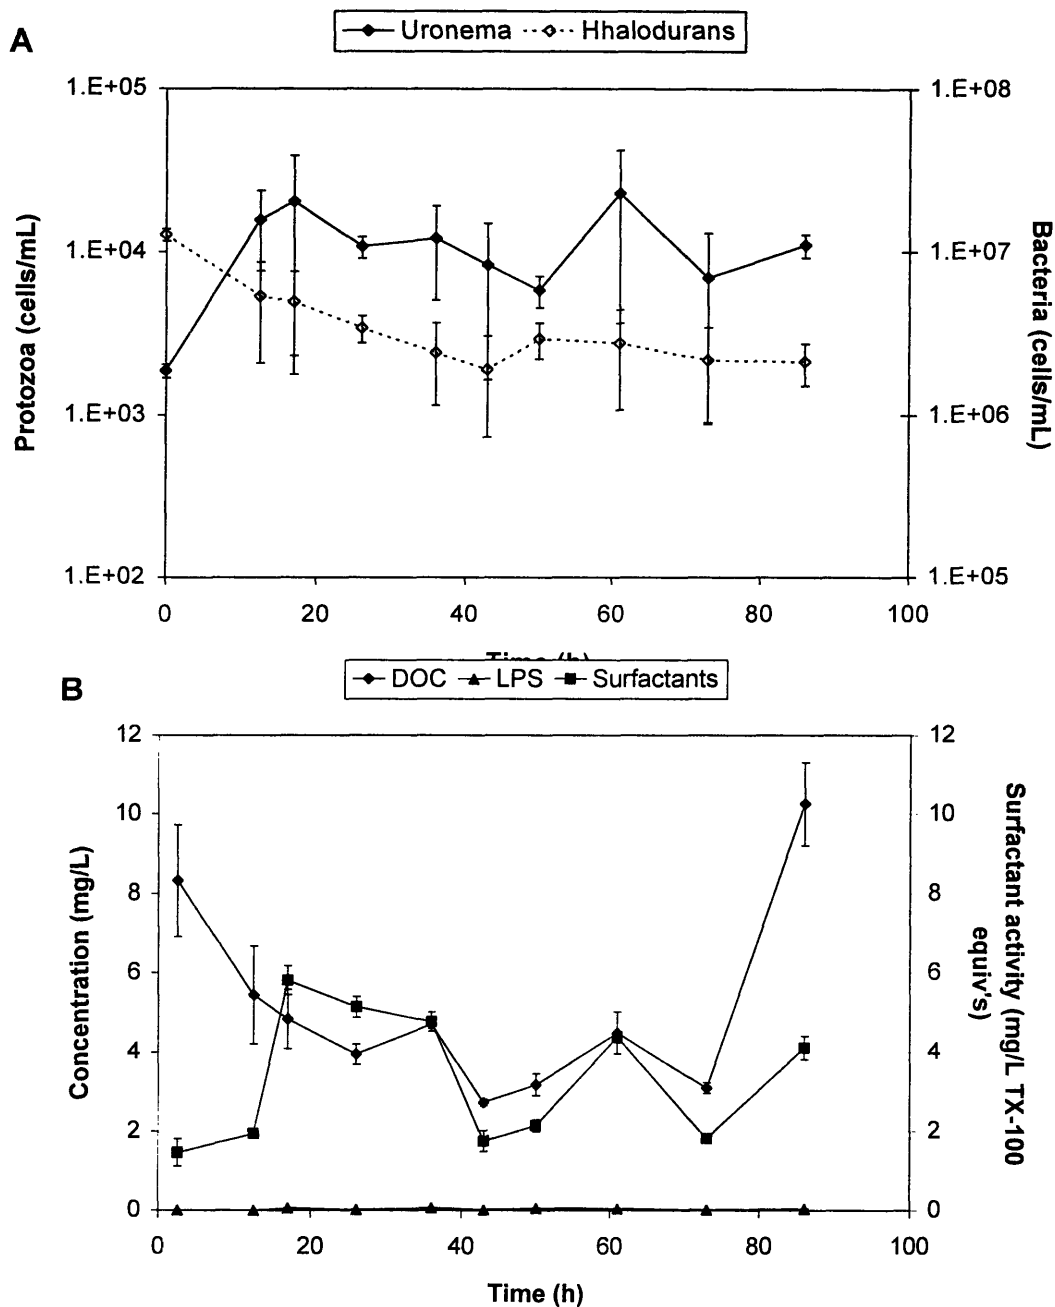 A
Uronema Hhalodurans
1.E+05
1.E+08
1.E+04
1.E+07
1.E+03
1.E+06
1.E+02
1.E+05
Protozoa (cells/mL)
Bacteria (cells/mL)
0 20 40 60 80 100
Time (h)
B
DOC LPS Surfactants
12
12
10
10
8
8
6
6
4
4
2
2
0
0
Concentration (mg/L)
Surfactant activity (mg/L TX-100
equiv's)
0 20 40 60 80 100
Time (h)